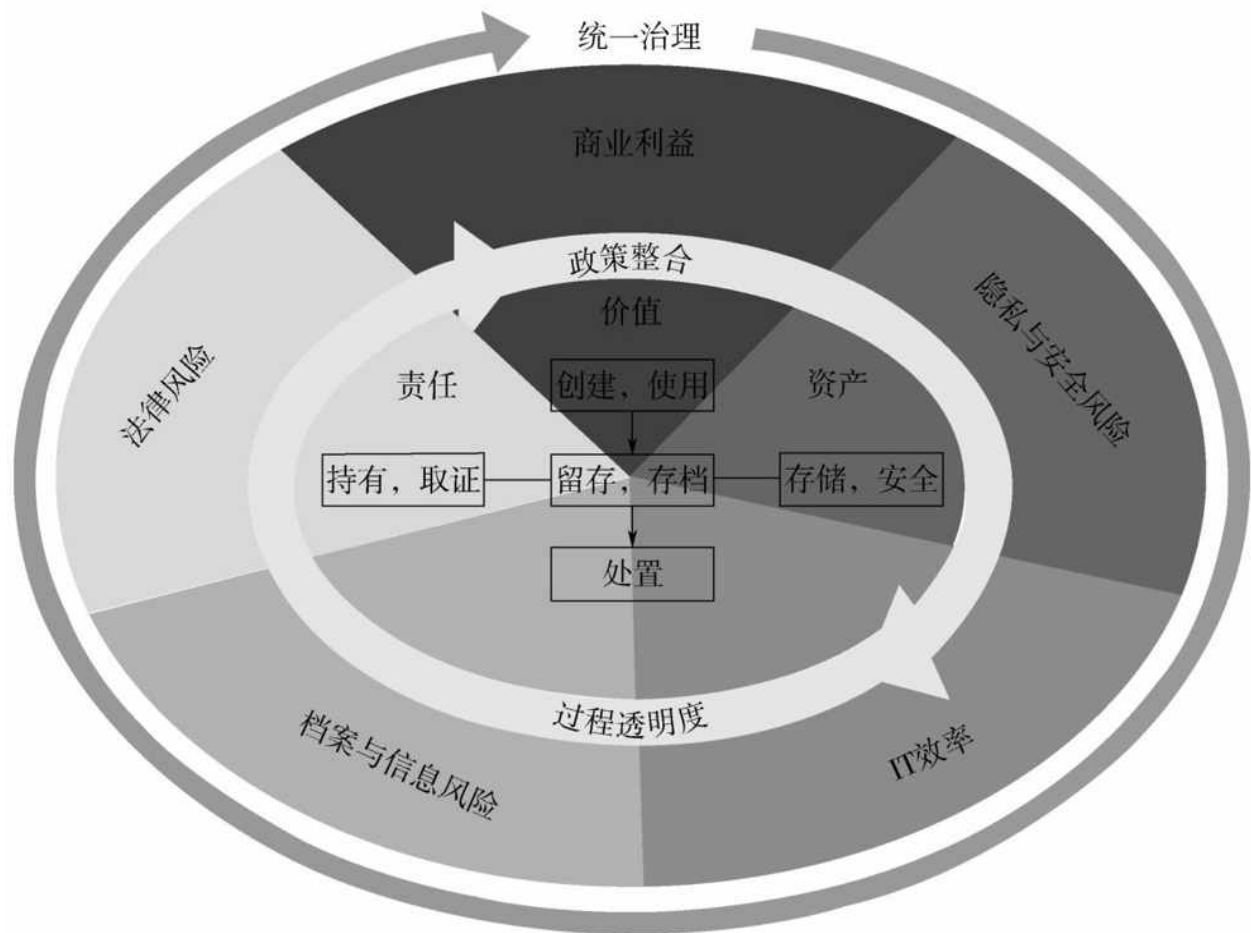 统一治理
商业利益
隐私与安全风险
法律风险
政策整合
价值
责任
资产
创建，使用
持有，取证
留存，存档
存储，安全
处置
过程透明度
档案与信息风险
IT效率